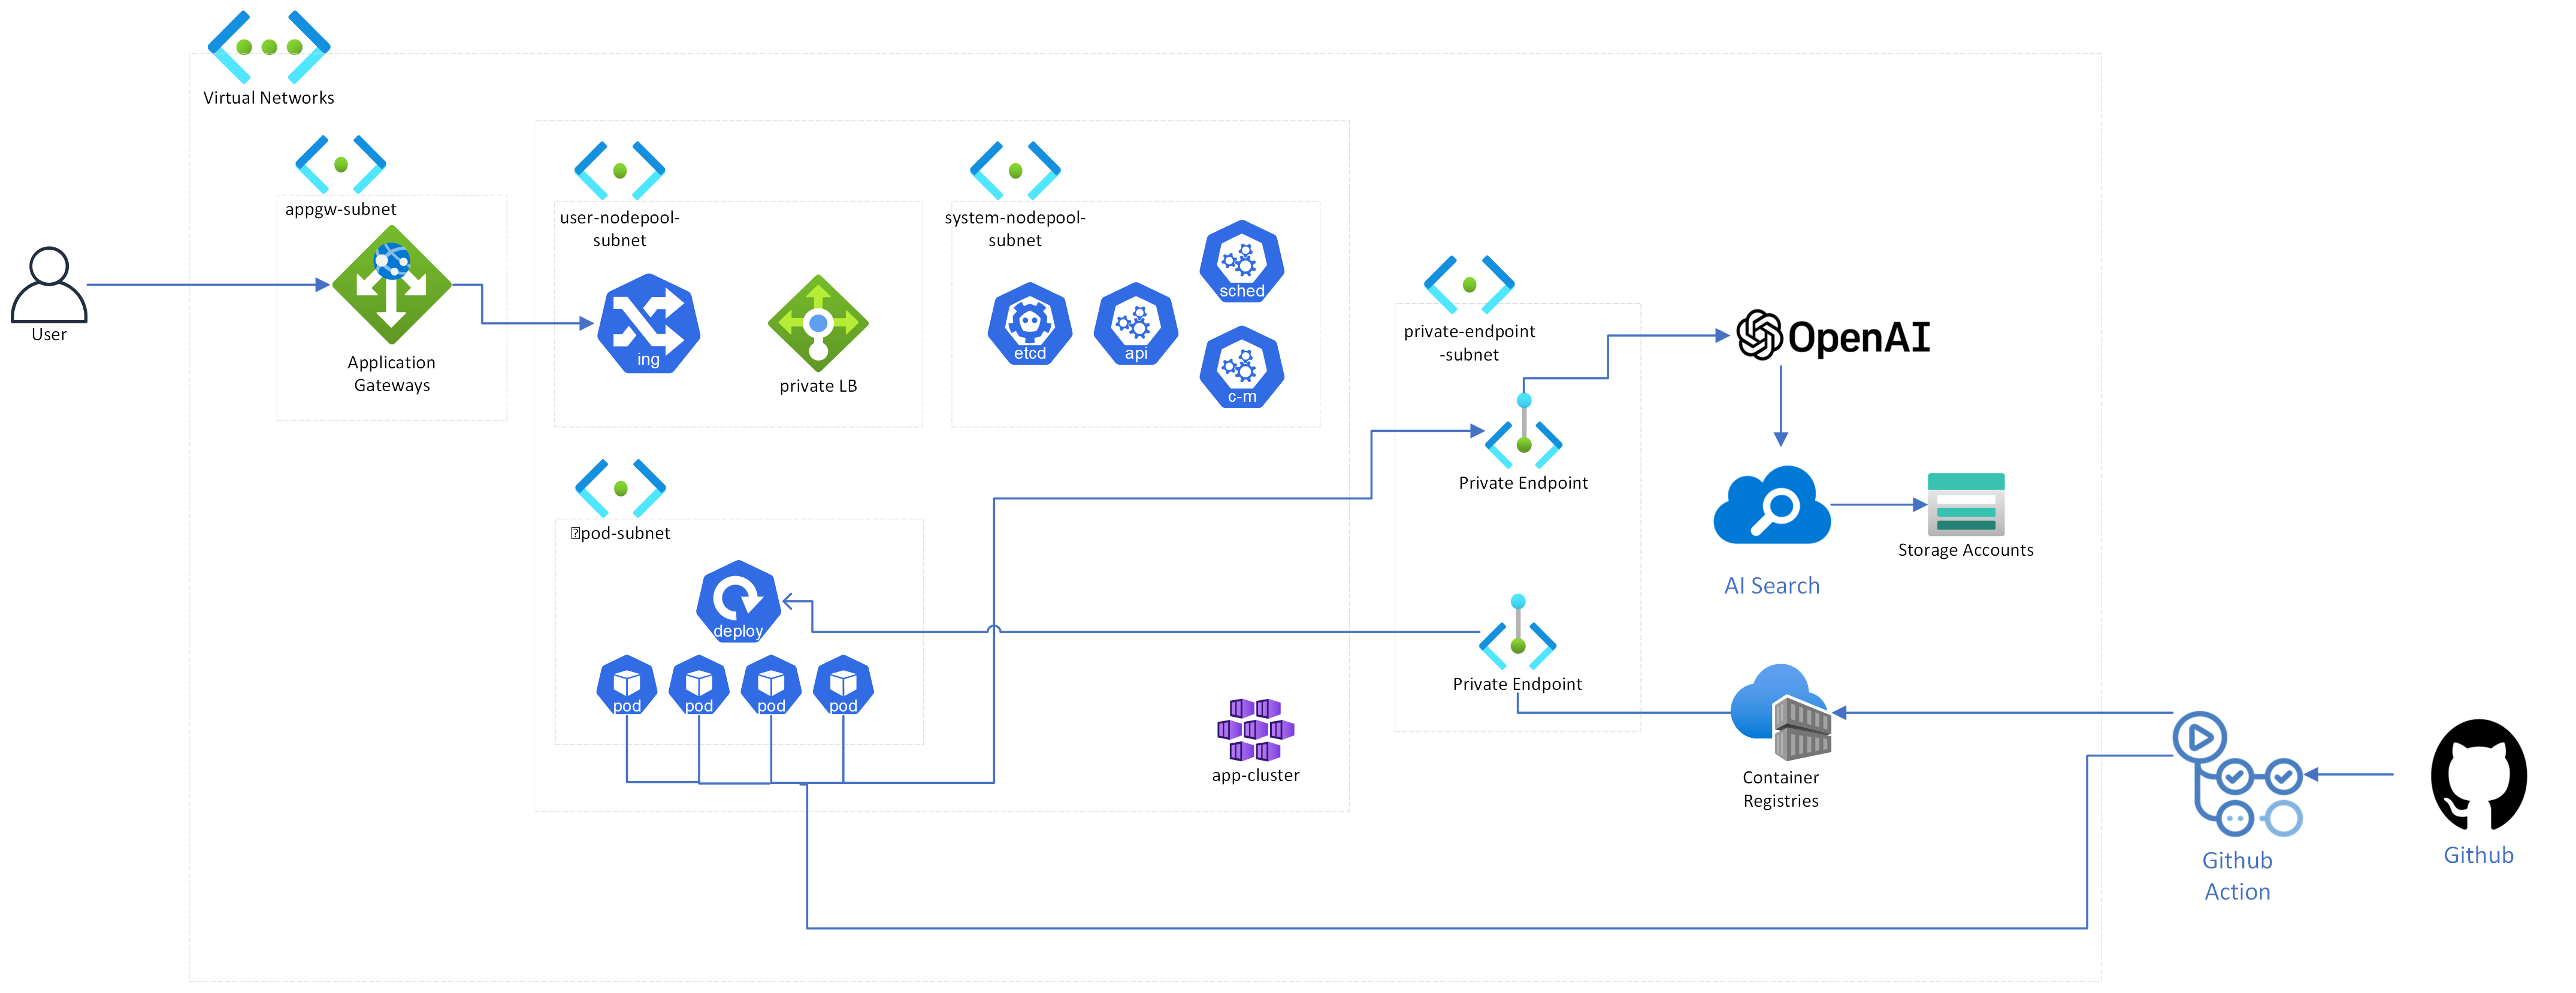 Virtual Networks
appgw-subnet
User
Application
Gateways
user-nodepool-
subnet
ing
private LB
system-nodepool-
subnet
etcd
api
sched
c-m
pod-subnet
deploy
pod
pod
pod
pod
app-cluster
private-endpoint
-subnet
Private Endpoint
Private Endpoint
OpenAI
AI Search
Storage Accounts
Container
Registries
Github
Action
Github